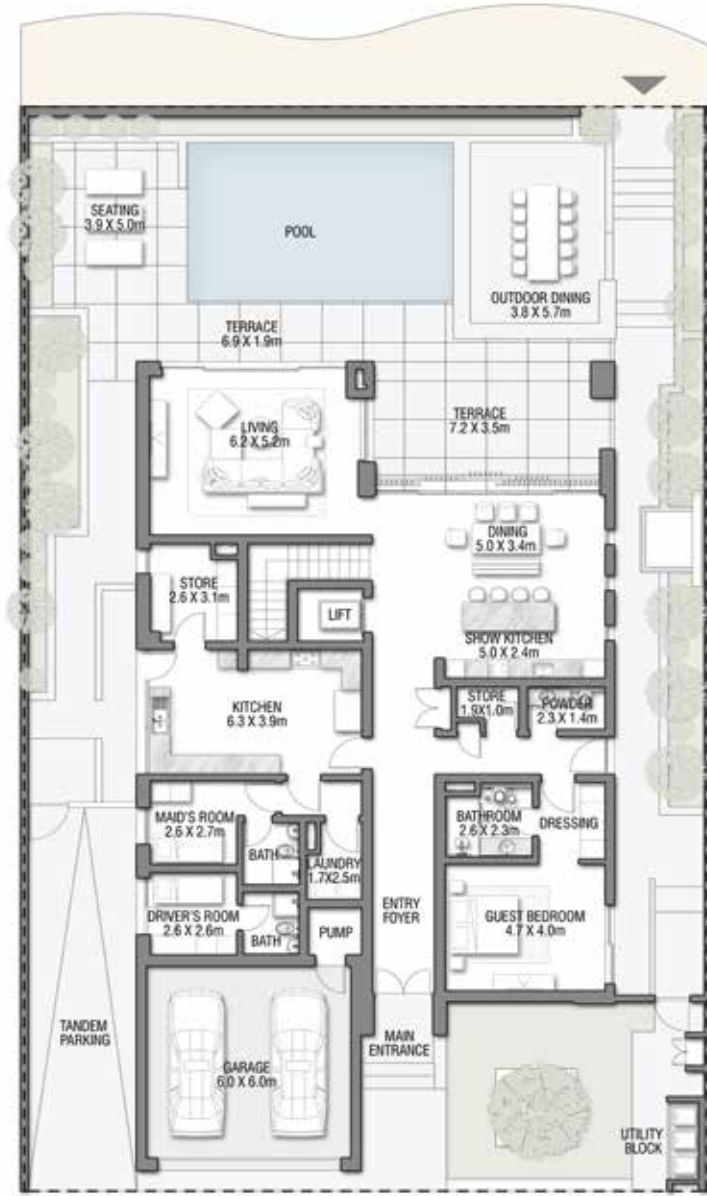 SEATING
3.9 X 5.0m
POOL
OUTDOOR DINING
3.8 X 5.7m
TERRACE
6.9 X 1.9m
TERRACE
7.2 X 3.5m
LIVING
6.2 X 5.2m
DINING
5.0 X 3.4m
STORE
2.6 X 3.1m
LIFT
SHOW KITCHEN
5.0 X 2.4m
KITCHEN
6.3 X 3.9m
STORE
1.9X1.0m
POWDER
2.3 X 1.4m
MAID'S ROOM
2.6 X 2.7m
BATH
LAUNDRY
1.7X2.5m
BATHROOM
2.6 X 2.3m
DRESSING
DRIVER'S ROOM
2.6 X 2.6m
BATH
PUMP
ENTRY
FOYER
GUEST BEDROOM
4.7 X 4.0m
TANDEM
PARKING
GARAGE
6.0 X 6.0m
MAIN
ENTRANCE
UTILITY
BLOCK